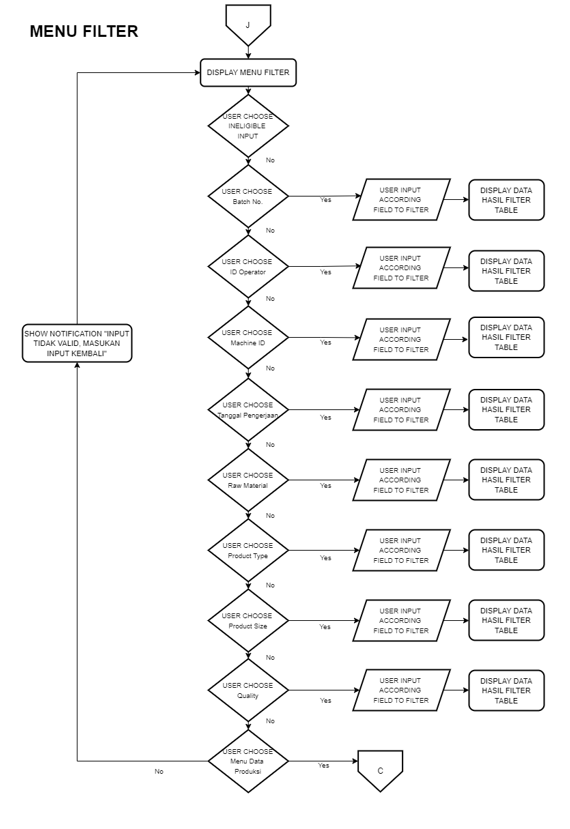 MENU FILTER
J
DISPLAY MENU FILTER
USER CHOOSE
INELIGIBLE
INPUT
No
USER CHOOSE
Batch No.
Yes
USER INPUT
ACCORDING
FIELD TO FILTER
DISPLAY DATA
HASIL FILTER
TABLE
No
USER CHOOSE
ID Operator
Yes
USER INPUT
ACCORDING
FIELD TO FILTER
DISPLAY DATA
HASIL FILTER
TABLE
No
SHOW NOTIFICATION "INPUT
TIDAK VALID, MASUKAN
INPUT KEMBALI"
USER CHOOSE
Machine ID
Yes
USER INPUT
ACCORDING
FIELD TO FILTER
DISPLAY DATA
HASIL FILTER
TABLE
No
USER CHOOSE
Tanggal Pengerjaan
Yes
USER INPUT
ACCORDING
FIELD TO FILTER
DISPLAY DATA
HASIL FILTER
TABLE
No
USER CHOOSE
Raw Material
Yes
USER INPUT
ACCORDING
FIELD TO FILTER
DISPLAY DATA
HASIL FILTER
TABLE
No
USER CHOOSE
Product Type
Yes
USER INPUT
ACCORDING
FIELD TO FILTER
DISPLAY DATA
HASIL FILTER
TABLE
No
USER CHOOSE
Product Size
Yes
USER INPUT
ACCORDING
FIELD TO FILTER
DISPLAY DATA
HASIL FILTER
TABLE
No
USER CHOOSE
Quality
Yes
USER INPUT
ACCORDING
FIELD TO FILTER
DISPLAY DATA
HASIL FILTER
TABLE
No
USER CHOOSE
Menu Data
Produksi
No
Yes
C